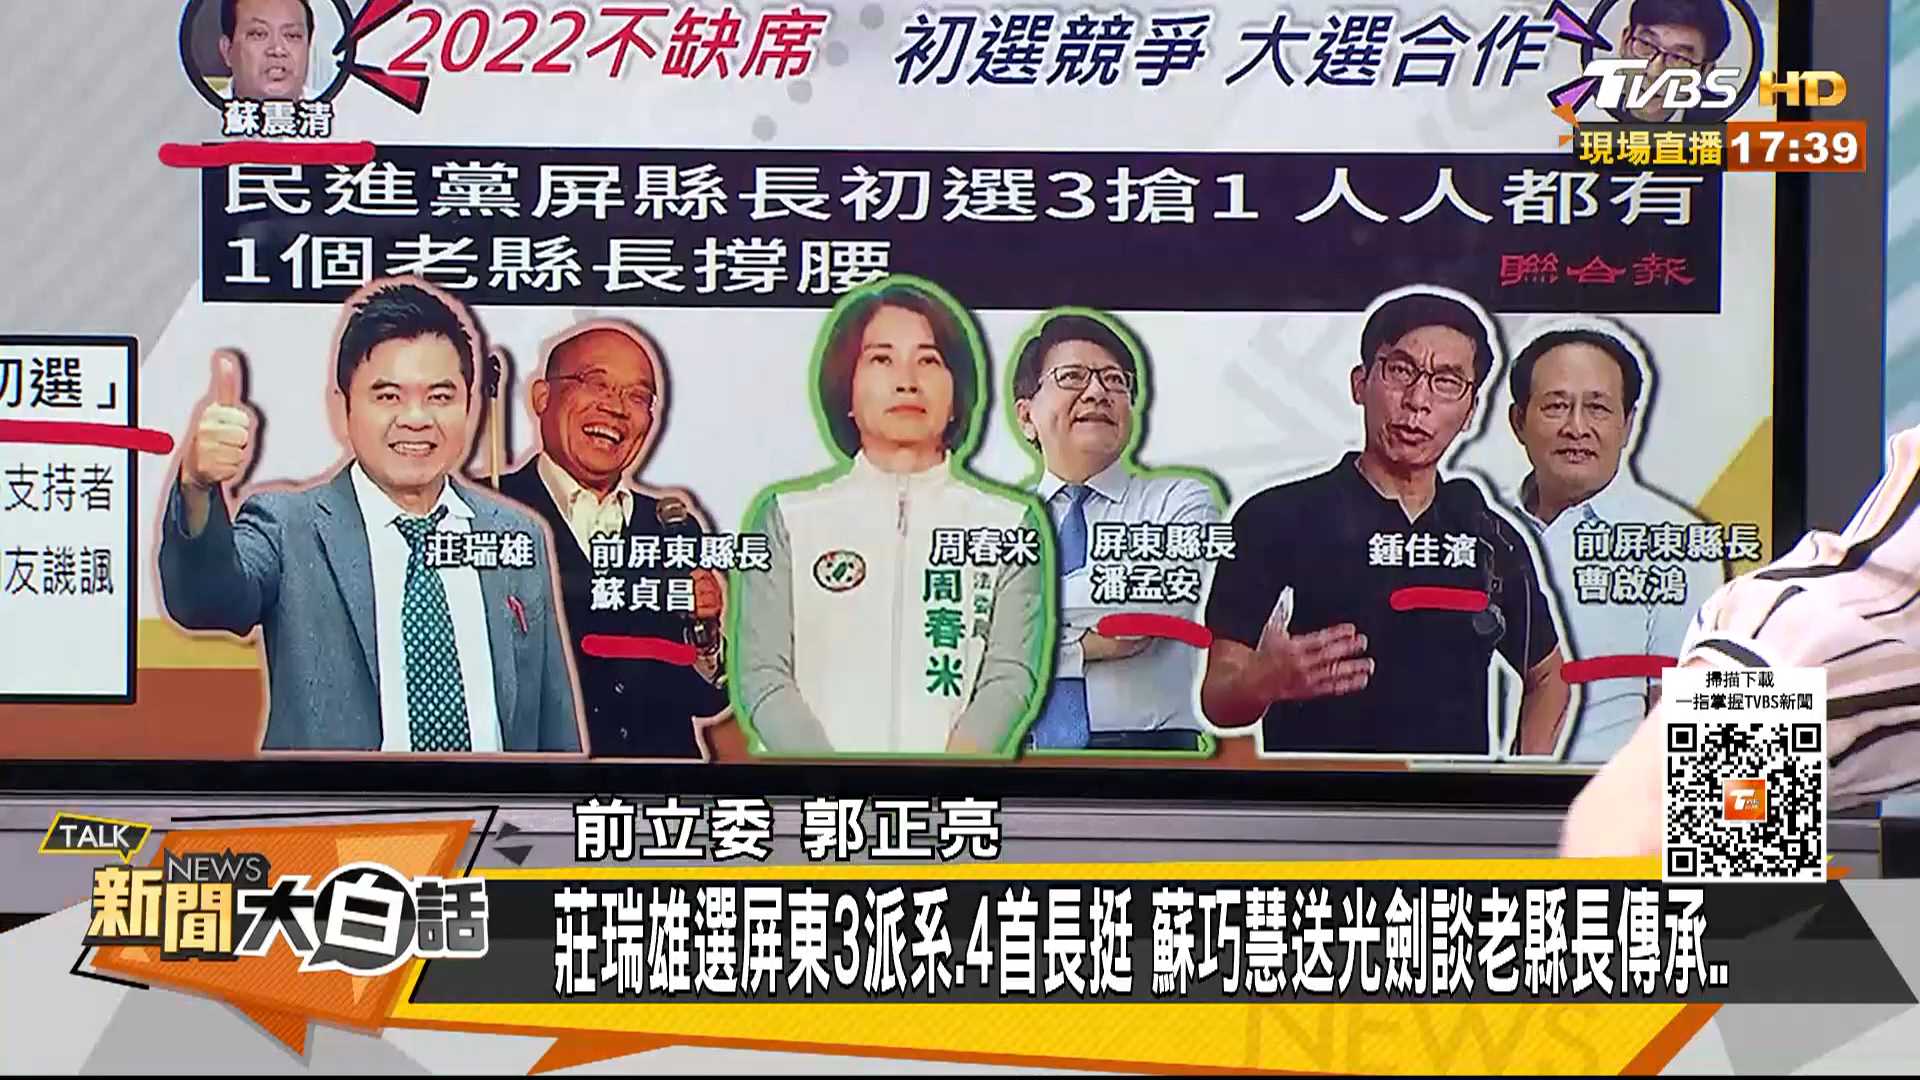 2022不缺席 初選競爭 大選合作
TVBS HD
蘇震清
現場直播 17:39
民進黨屏縣長初選3搶1 人人都有
1個老縣長撐腰
聯合報
初選」
支持者
友譏諷
莊瑞雄
前屏東縣長
蘇貞昌
周春米
周春米
屏東縣長
潘孟安
鍾佳濱
前屏東縣長
曹啟鴻
掃描下載
一指掌握TVBS新聞
TALK
NEWS
新聞大白話
前立委 郭正亮
莊瑞雄選屏東3派系.4首長挺 蘇巧慧送光劍談老縣長傳承..
NEWS